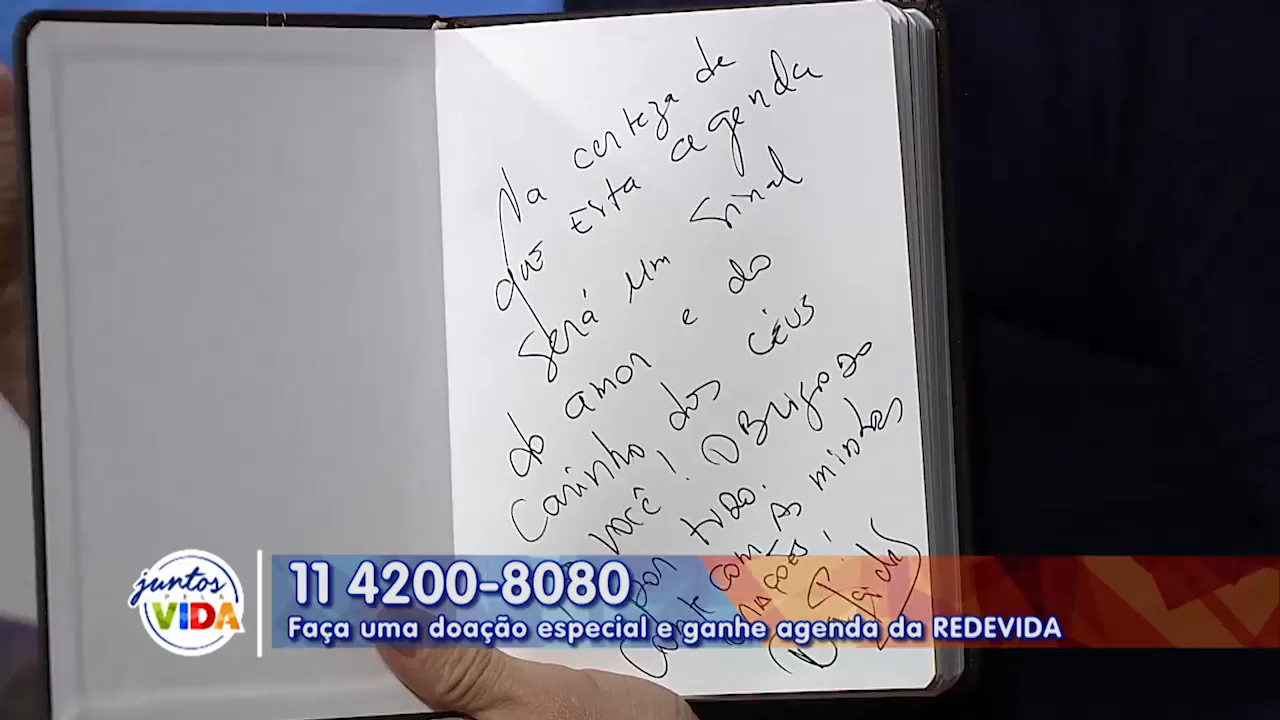 Na certeza de
que Esta agenda
será um sinal
do amor e do
carinho dos céus
você! OBrigado
por tudo.
conte com As minhas
orações!
juntos
PELA
VIDA
11 4200-8080
Faça uma doação especial e ganhe agenda da REDEVIDA